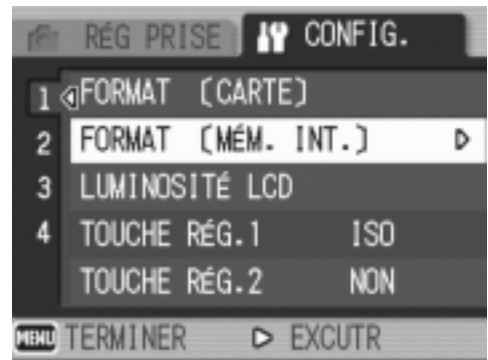 RÉG PRISE CONFIG.
1 FORMAT [CARTE]
2 FORMAT [MÉM. INT.]
3 LUMINOSITÉ LCD
4 TOUCHE RÉG.1 ISO
TOUCHE RÉG.2 NON
MENU TERMINER EXCUTR